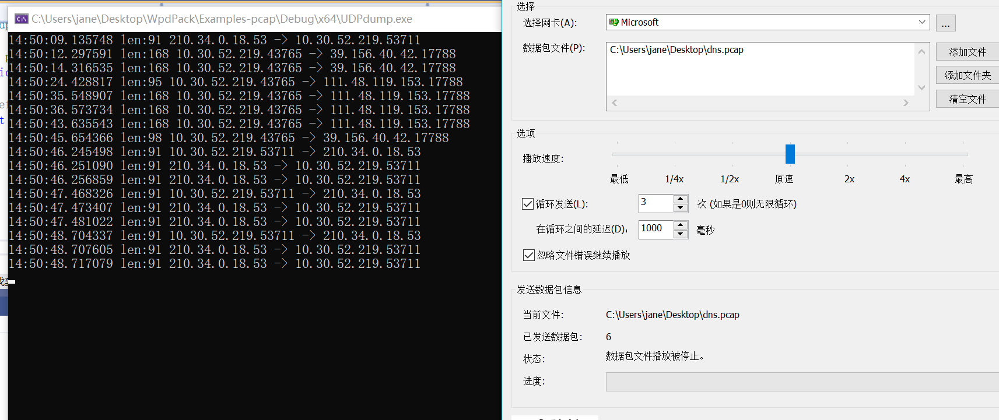 C:\Users\jane\Desktop\WpdPack\Examples-pcap\Debug\x64\UDPdump.exe
14:50:09.135748 len:91 210.34.0.18.53 -> 10.30.52.219.53711
14:50:12.297591 len:168 10.30.52.219.43765 -> 39.156.40.42.17788
14:50:14.316535 len:168 10.30.52.219.43765 -> 39.156.40.42.17788
14:50:24.428817 len:95 10.30.52.219.43765 -> 111.48.119.153.17788
14:50:35.548907 len:168 10.30.52.219.43765 -> 111.48.119.153.17788
14:50:36.573734 len:168 10.30.52.219.43765 -> 111.48.119.153.17788
14:50:43.635543 len:168 10.30.52.219.43765 -> 111.48.119.153.17788
14:50:45.654366 len:98 10.30.52.219.43765 -> 39.156.40.42.17788
14:50:46.245498 len:91 10.30.52.219.53711 -> 210.34.0.18.53
14:50:46.251090 len:91 210.34.0.18.53 -> 10.30.52.219.53711
14:50:46.256859 len:91 210.34.0.18.53 -> 10.30.52.219.53711
14:50:47.468326 len:91 10.30.52.219.53711 -> 210.34.0.18.53
14:50:47.473407 len:91 210.34.0.18.53 -> 10.30.52.219.53711
14:50:47.481022 len:91 210.34.0.18.53 -> 10.30.52.219.53711
14:50:48.704337 len:91 10.30.52.219.53711 -> 210.34.0.18.53
14:50:48.707605 len:91 210.34.0.18.53 -> 10.30.52.219.53711
14:50:48.717079 len:91 210.34.0.18.53 -> 10.30.52.219.53711
选择
选择网卡(A): Microsoft ...
数据包文件(P): C:\Users\jane\Desktop\dns.pcap
添加文件
添加文件夹
清空文件
选项
播放速度:
最低 1/4x 1/2x 原速 2x 4x 最高
循环发送(L): 3 次 (如果是0则无限循环)
在循环之间的延迟(D): 1000 毫秒
忽略文件错误继续播放
发送数据包信息
当前文件: C:\Users\jane\Desktop\dns.pcap
已发送数据包: 6
状态: 数据包文件播放被停止。
进度: